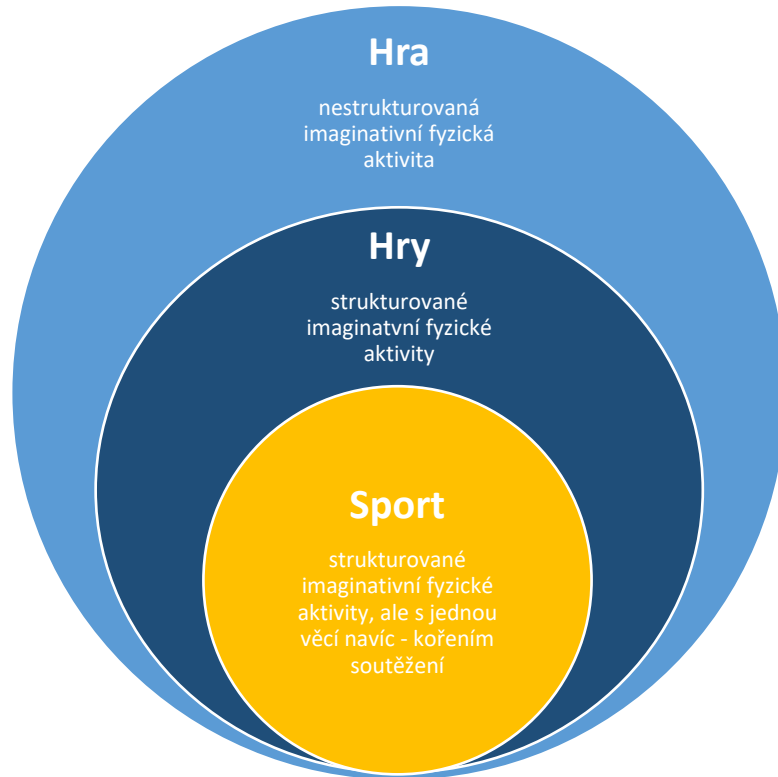 Hra
nestrukturovaná
imaginativní fyzická
aktivita
Hry
strukturované
imaginatvní fyzické
aktivity
Sport
strukturované
imaginativní fyzické
aktivity, ale s jednou
věcí navíc - kořením
soutěžení